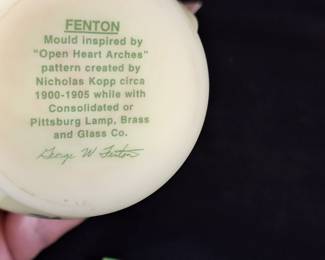 FENTON
Mould inspired by
"Open Heart Arches"
pattern created by
Nicholas Kopp circa
1900-1905 while with
Consolidated or
Pittsburg Lamp, Brass
and Glass Co.
George W Fenton